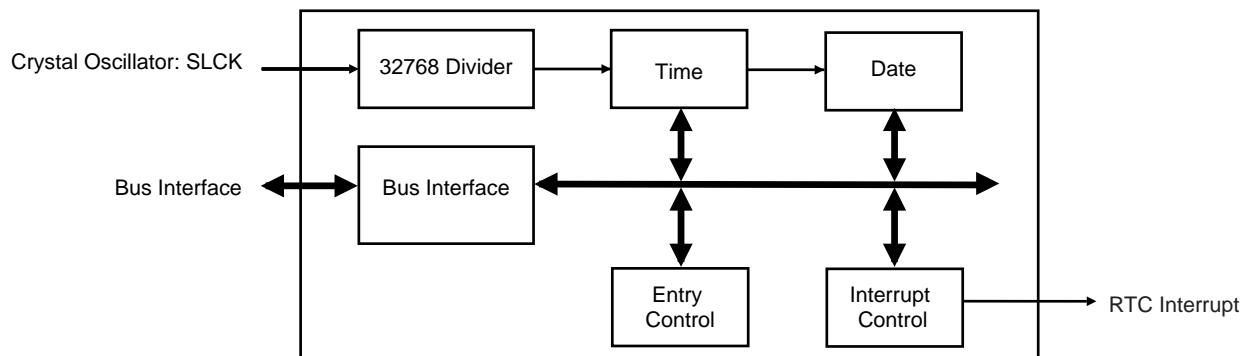 Crystal Oscillator: SLCK
32768 Divider
Time
Date
Bus Interface
Bus Interface
Entry
Control
Interrupt
Control
RTC Interrupt